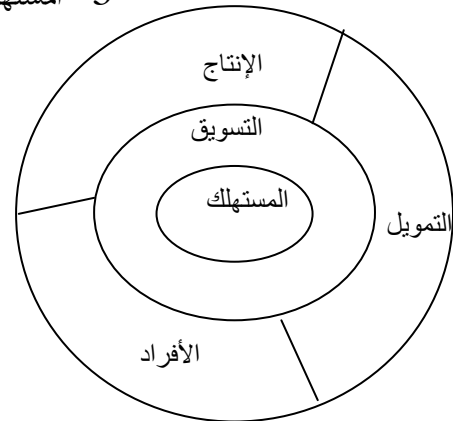 الإنتاج
التسويق
المستهلك
التمويل
الأفراد